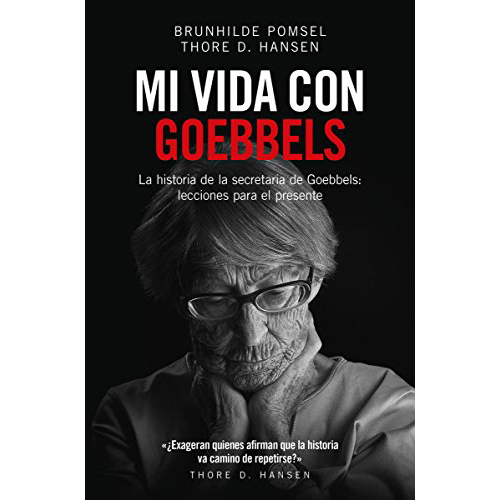 BRUNHILDE POMSEL
THORE D. HANSEN
MI VIDA CON
GOEBBELS
La historia de la secretaria de Goebbels:
lecciones para el presente
«¿Exageran quienes afirman que la historia
va camino de repetirse?»
THORE D. HANSEN